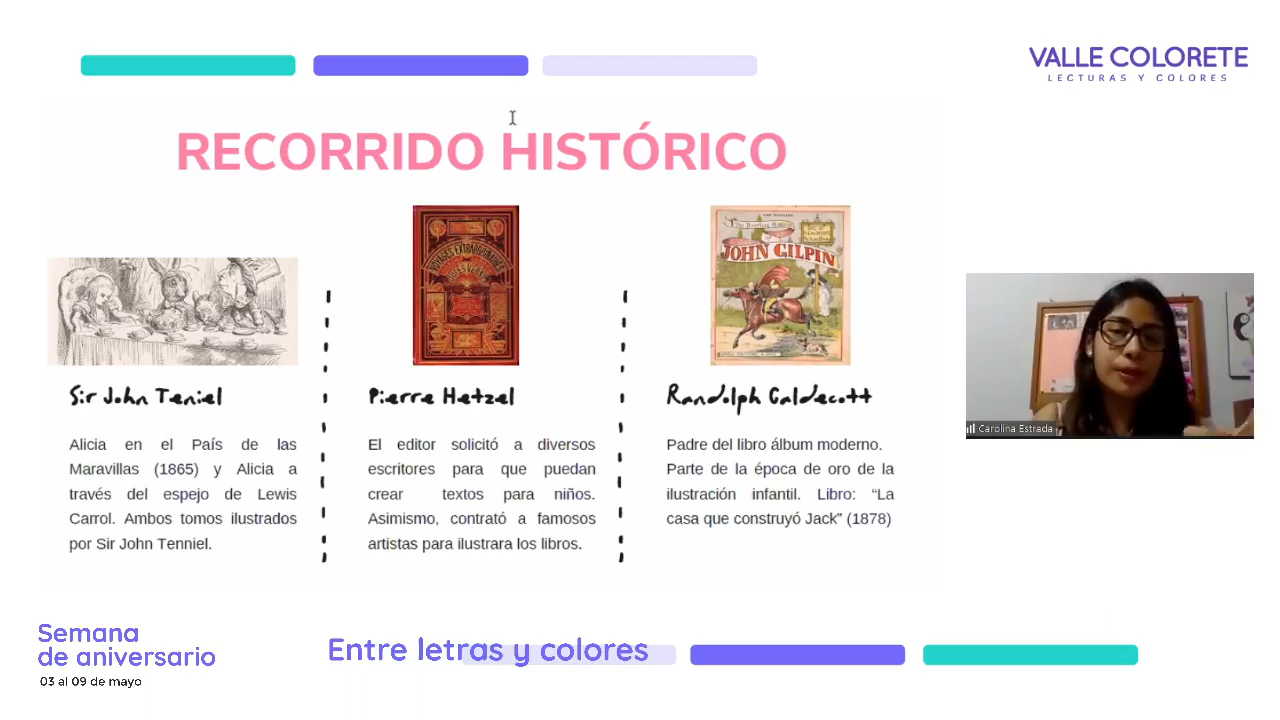 VALLE COLORETE
LECTURAS Y COLORES
RECORRIDO HISTÓRICO
VOYAGES EXTRAORDINAIRES
JOHN GILPIN
Sir John Teniel
Alicia en el País de las
Maravillas (1865) y Alicia a
través del espejo de Lewis
Carrol. Ambos tomos ilustrados
por Sir John Tenniel.
Pierre Hetzel
El editor solicitó a diversos
escritores para que puedan
crear textos para niños.
Asimismo, contrató a famosos
artistas para ilustrara los libros.
Randolph Caldecott
Padre del libro álbum moderno.
Parte de la época de oro de la
ilustración infantil. Libro: “La
casa que construyó Jack” (1878)
Carolina Estrada
Semana
de aniversario
03 al 09 de mayo
Entre letras y colores